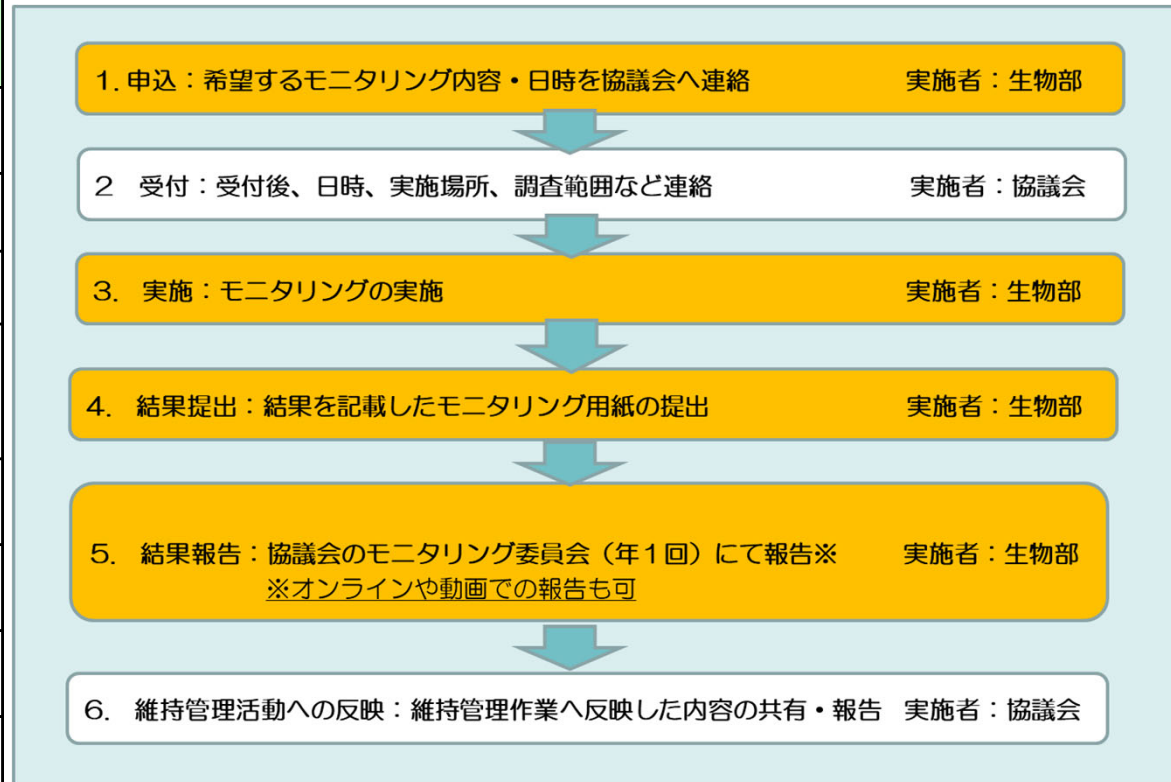 1. 申込：希望するモニタリング内容・日時を協議会へ連絡 実施者：生物部
２ 受付：受付後、日時、実施場所、調査範囲など連絡 実施者：協議会
３. 実施：モニタリングの実施 実施者：生物部
４. 結果提出：結果を記載したモニタリング用紙の提出 実施者：生物部
５. 結果報告：協議会のモニタリング委員会（年１回）にて報告※ 実施者：生物部
※オンラインや動画での報告も可
６. 維持管理活動への反映：維持管理作業へ反映した内容の共有・報告 実施者：協議会